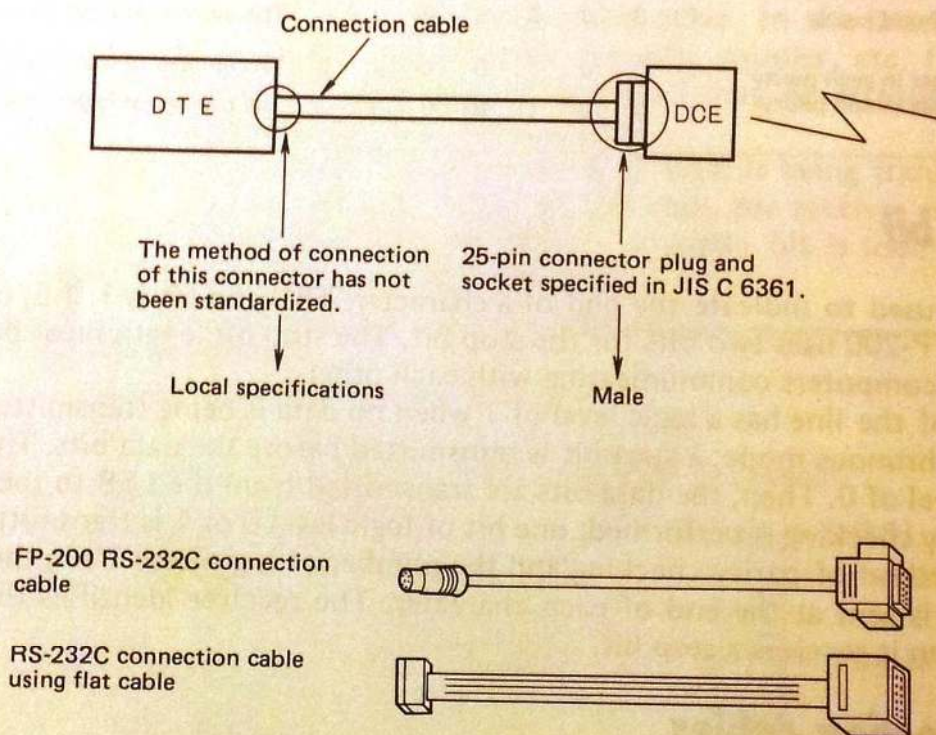 Connection cable
DTE
DCE
The method of connection
of this connector has not
been standardized.
25-pin connector plug and
socket specified in JIS C 6361.
Local specifications
Male
FP-200 RS-232C connection
cable
RS-232C connection cable
using flat cable